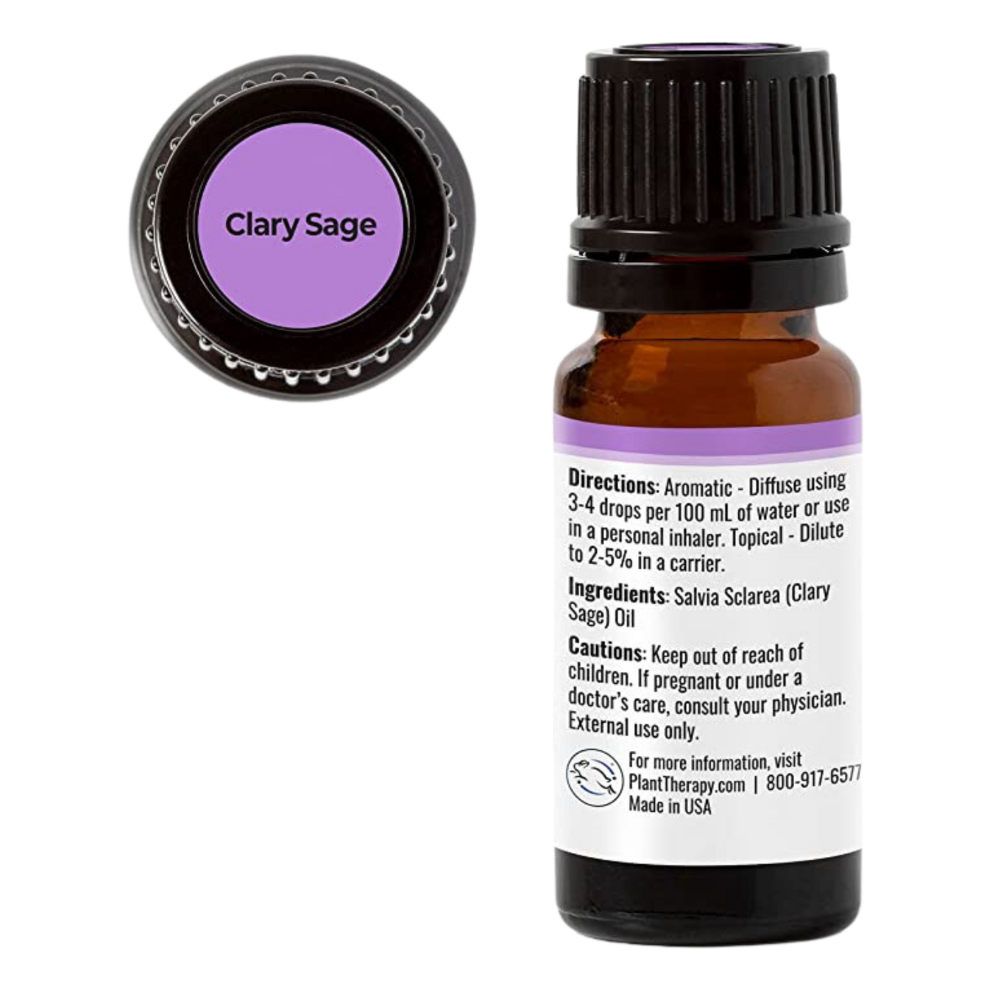 Clary Sage
Directions: Aromatic - Diffuse using
3-4 drops per 100 mL of water or use
in a personal inhaler. Topical - Dilute
to 2-5% in a carrier.
Ingredients: Salvia Sclarea (Clary
Sage) Oil
Cautions: Keep out of reach of
children. If pregnant or under a
doctor's care, consult your physician.
External use only.
For more information, visit
PlantTherapy.com | 800-917-6577
Made in USA